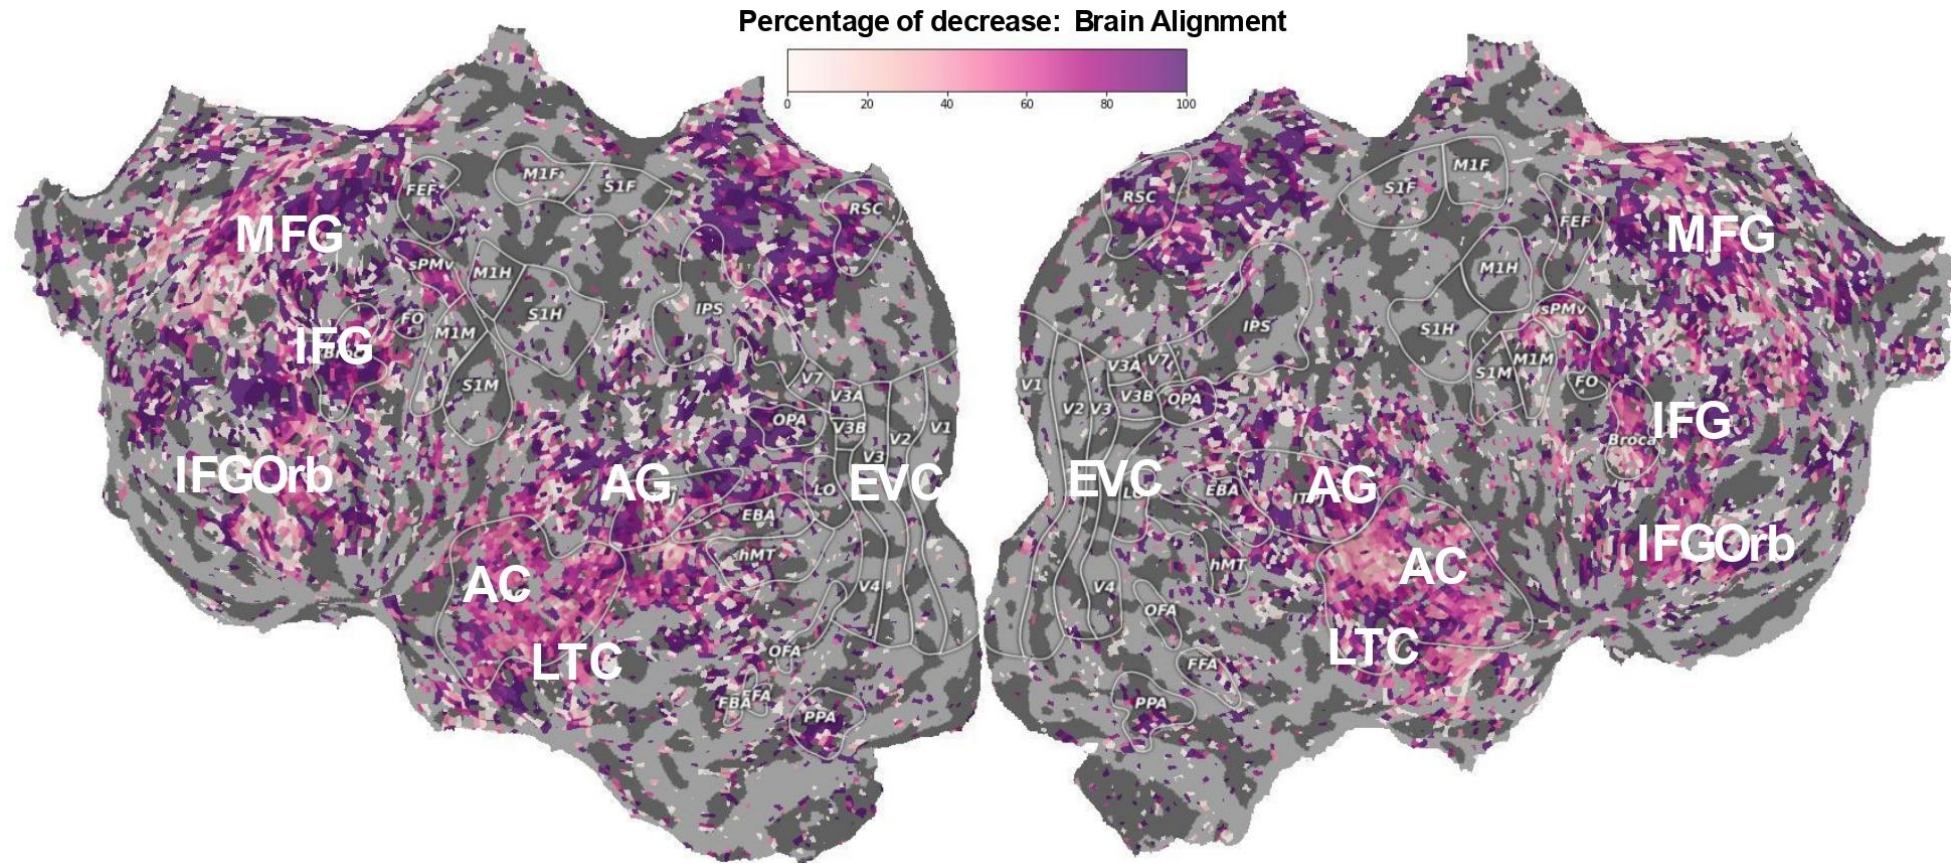 Percentage of decrease: Brain Alignment
0 20 40 60 80 100
FEF
M1F
S1F
RSC
MFG
sPMv
M1H
S1H
IPS
IFG
FO
M1M
S1M
V7
V3A
OPA
V3B
V2
V1
V3
IFGOrb
AG
LO
EVC
EBA
hMT
AC
V4
LTC
OFA
FFA
FBA
PPA
RSC
S1F
M1F
FEF
MFG
M1H
IPS
S1H
sPMv
V1
V3A
V7
M1M
S1M
V2
V3
V3B
OPA
FO
IFG
Broca
EVC
EBA
AG
IFGOrb
hMT
AC
V4
OFA
LTC
FFA
PPA